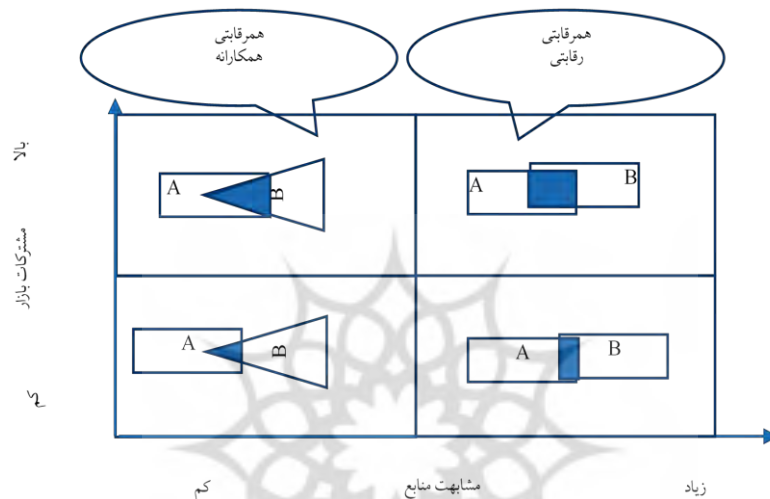 همرقابتی
رقابتی
همرقابتی
همکارانه
بالا
A
B
A
B
مشترکات بازار
A
B
A
B
کم
زیاد
مشابهت منابع
کم